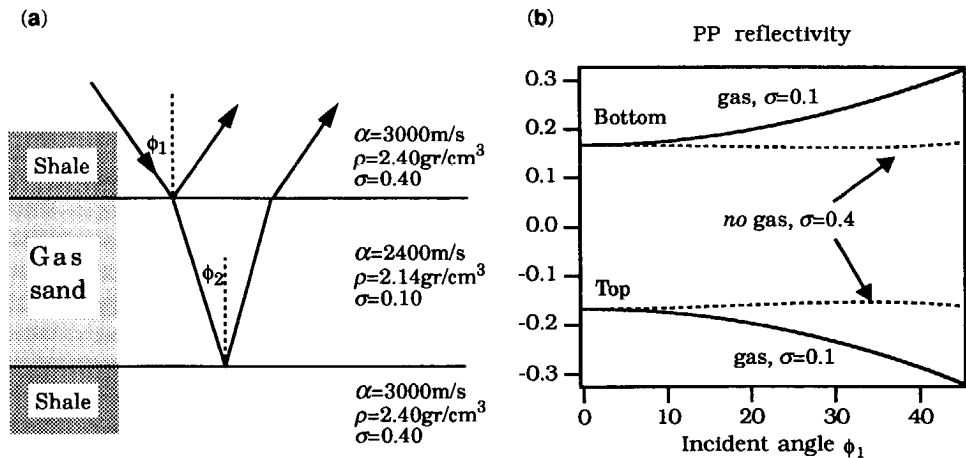 (a)
Shale
ϕ1
α=3000m/s
ρ=2.40gr/cm³
σ=0.40
Gas
sand
ϕ2
α=2400m/s
ρ=2.14gr/cm³
σ=0.10
Shale
α=3000m/s
ρ=2.40gr/cm³
σ=0.40
(b)
PP reflectivity
0.3
0.2
0.1
0.0
-0.1
-0.2
-0.3
gas, σ=0.1
Bottom
no gas, σ=0.4
Top
gas, σ=0.1
0 10 20 30 40
Incident angle ϕ1